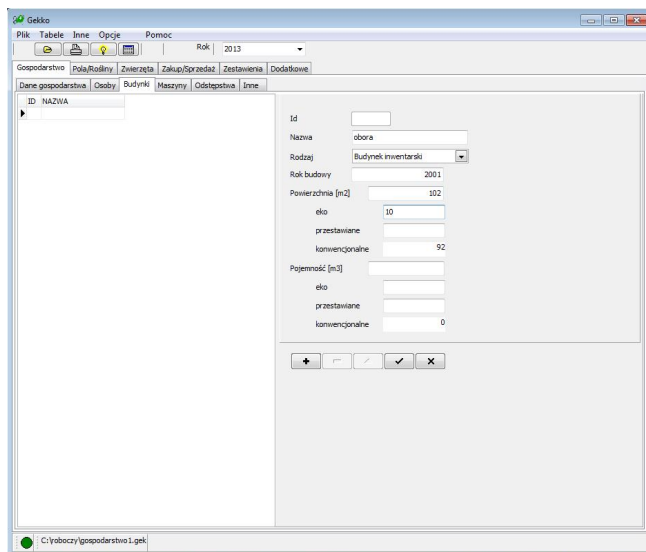 Gekko
Plik Tabele Inne Opcje Pomoc
Rok 2013
Gospodarstwo Pola/Rośliny Zwierzęta Zakup/Sprzedaż Zestawienia Dodatkowe
Dane gospodarstwa Osoby Budynki Maszyny Odstępstwa Inne
ID NAZWA
Id
Nazwa obora
Rodzaj Budynek inwentarski
Rok budowy 2001
Powierzchnia [m2] 102
eko 10
przestawiane
konwencjonalne 92
Pojemność [m3]
eko
przestawiane
konwencjonalne 0
C:\roboczy\gospodarstwo1.gek